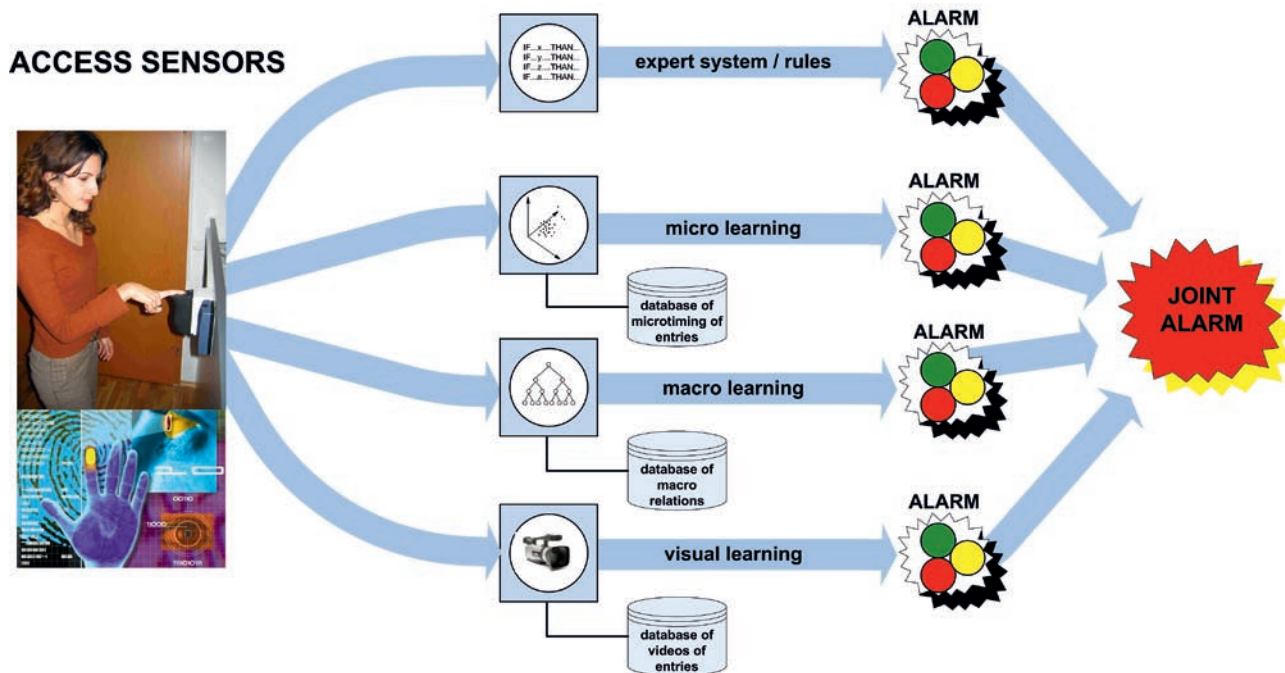 ACCESS SENSORS
IF...x....THAN...
IF...y....THAN...
IF...z....THAN...
IF...a....THAN...
expert system / rules
ALARM
micro learning
database of
microtiming of
entries
ALARM
macro learning
database of
macro
relations
ALARM
visual learning
database of
videos of
entries
ALARM
JOINT
ALARM